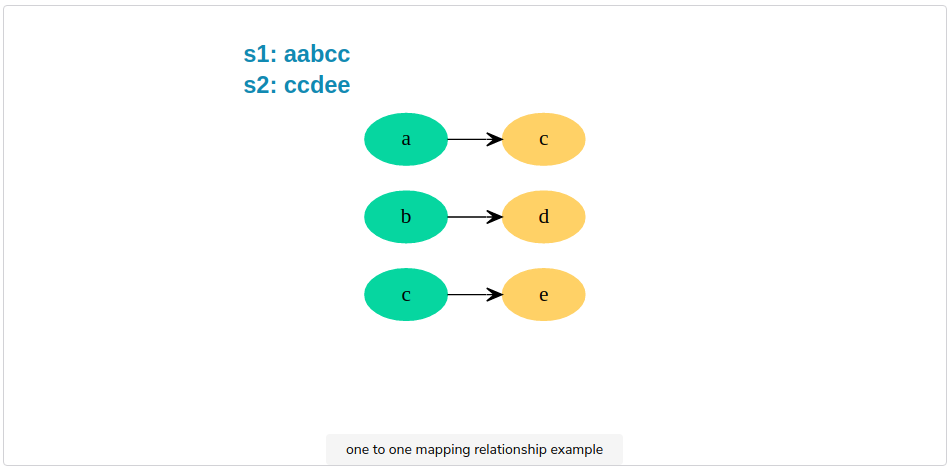 s1: aabcc
s2: ccdee
a c
b d
c e
one to one mapping relationship example